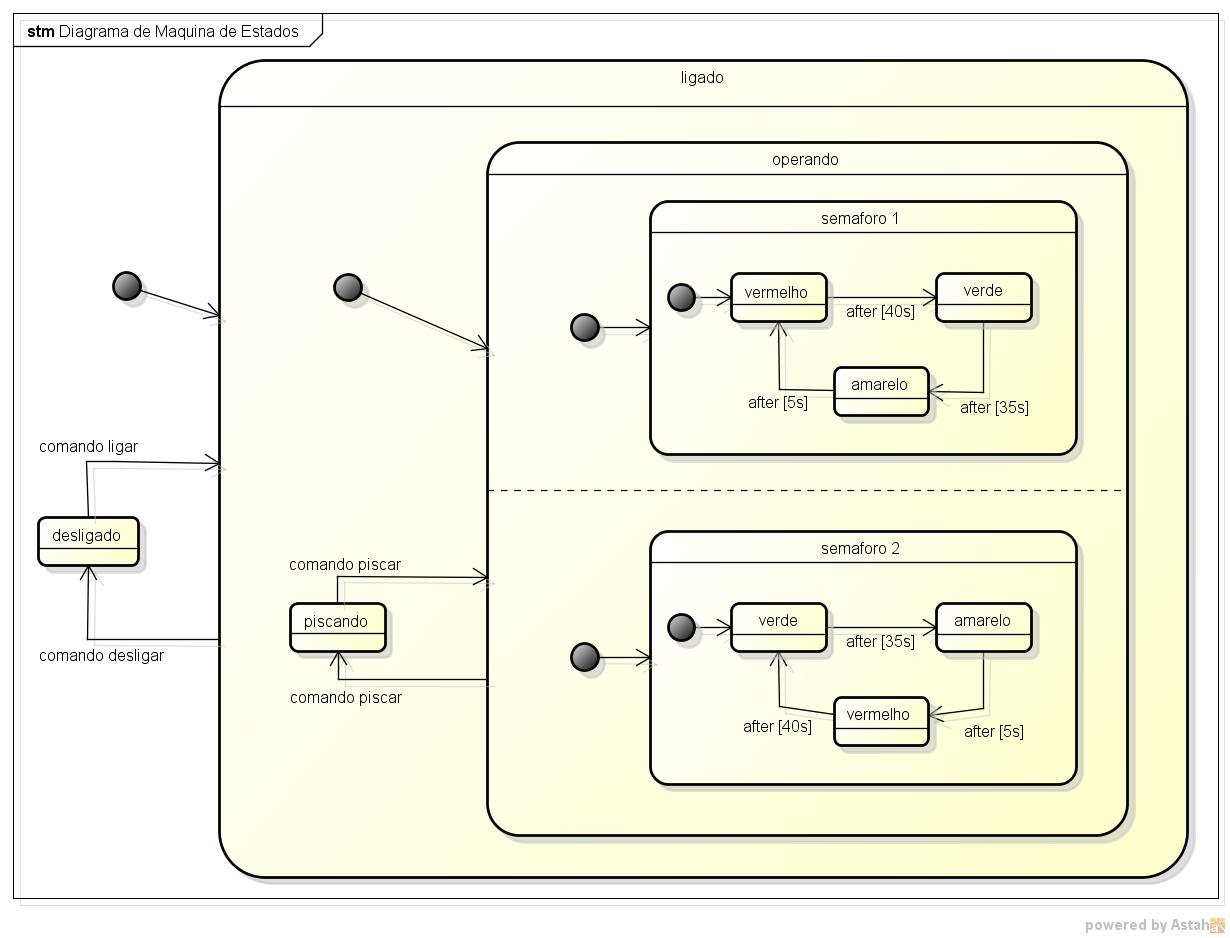 stm Diagrama de Maquina de Estados
ligado
operando
semaforo 1
vermelho
verde
after [40s]
amarelo
after [5s]
after [35s]
comando ligar
desligado
comando desligar
comando piscar
piscando
comando piscar
semaforo 2
verde
amarelo
after [35s]
vermelho
after [40s]
after [5s]
powered by Astah